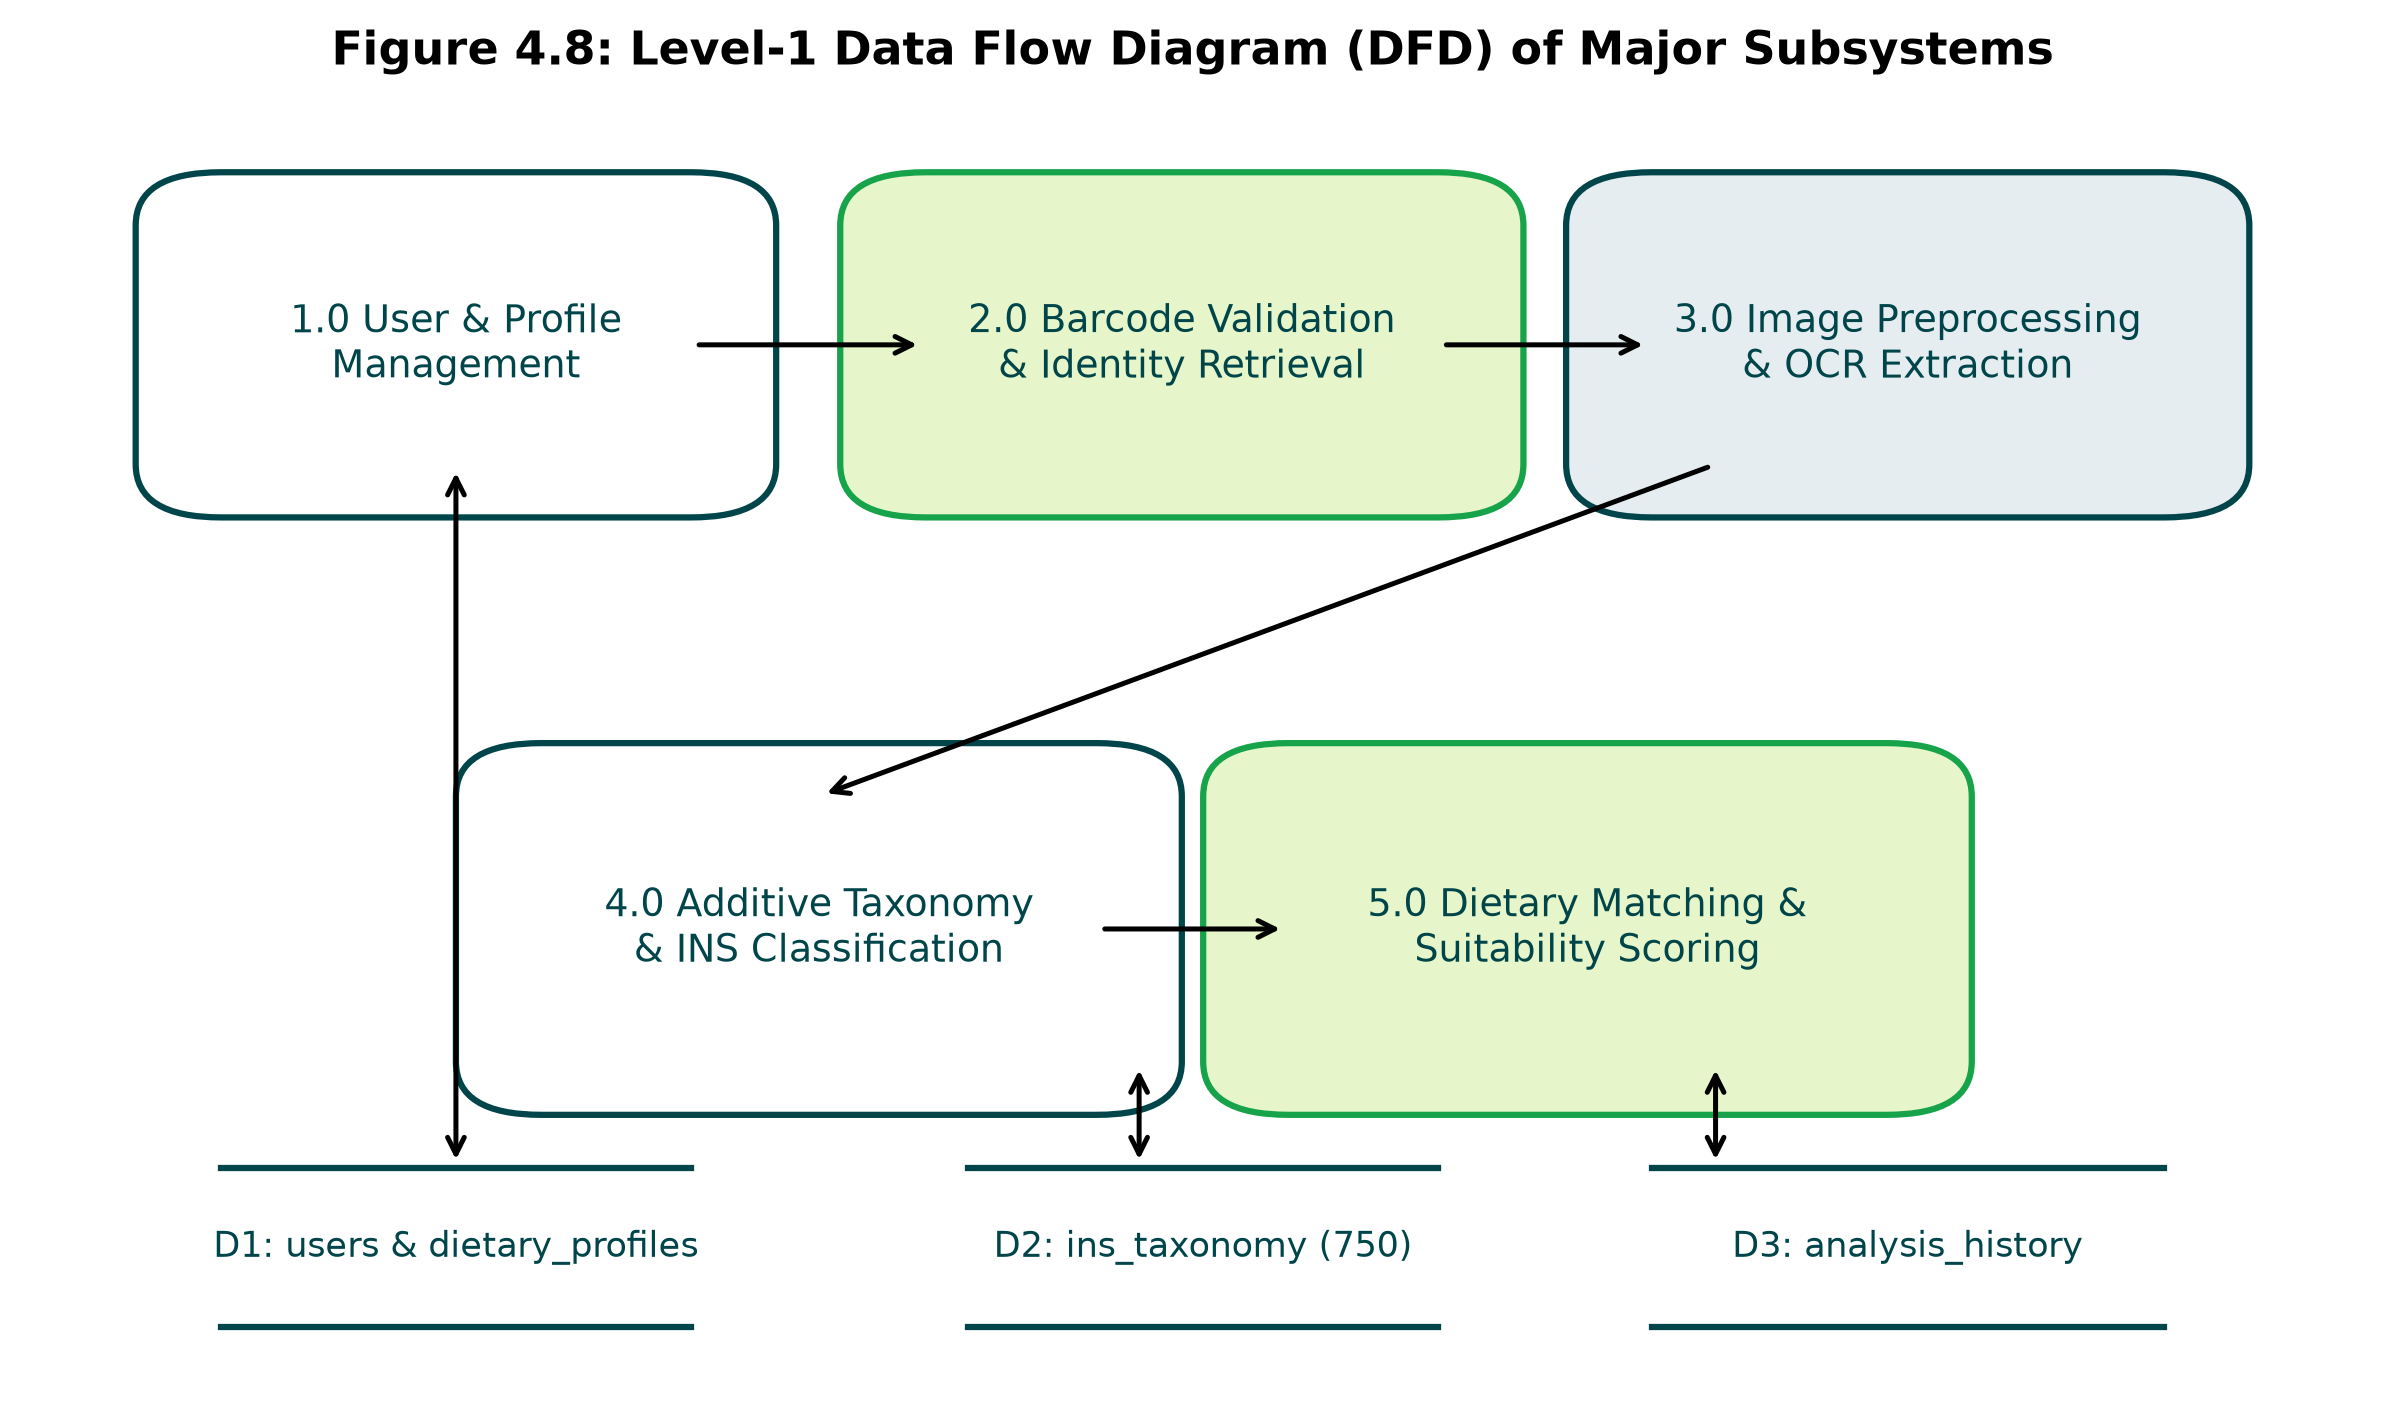 Figure 4.8: Level-1 Data Flow Diagram (DFD) of Major Subsystems
1.0 User & Profile
Management
2.0 Barcode Validation
& Identity Retrieval
3.0 Image Preprocessing
& OCR Extraction
4.0 Additive Taxonomy
& INS Classification
5.0 Dietary Matching &
Suitability Scoring
D1: users & dietary_profiles
D2: ins_taxonomy (750)
D3: analysis_history